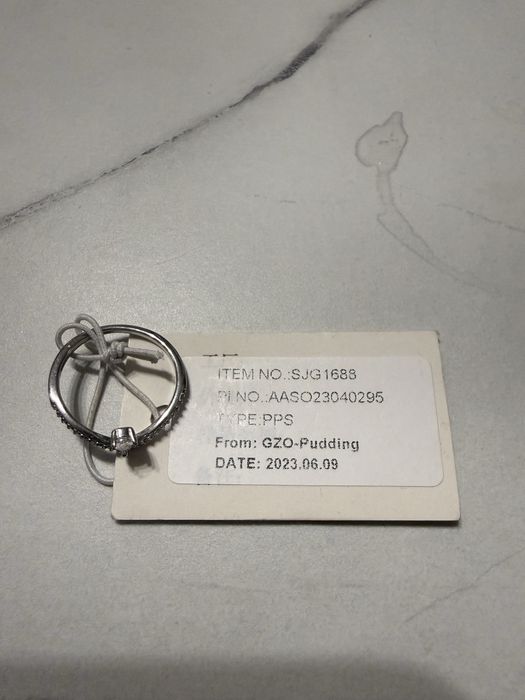 ITEM NO.:SJG1688
PI NO.:AASO23040295
TYPE:PPS
From: GZO-Pudding
DATE: 2023.06.09